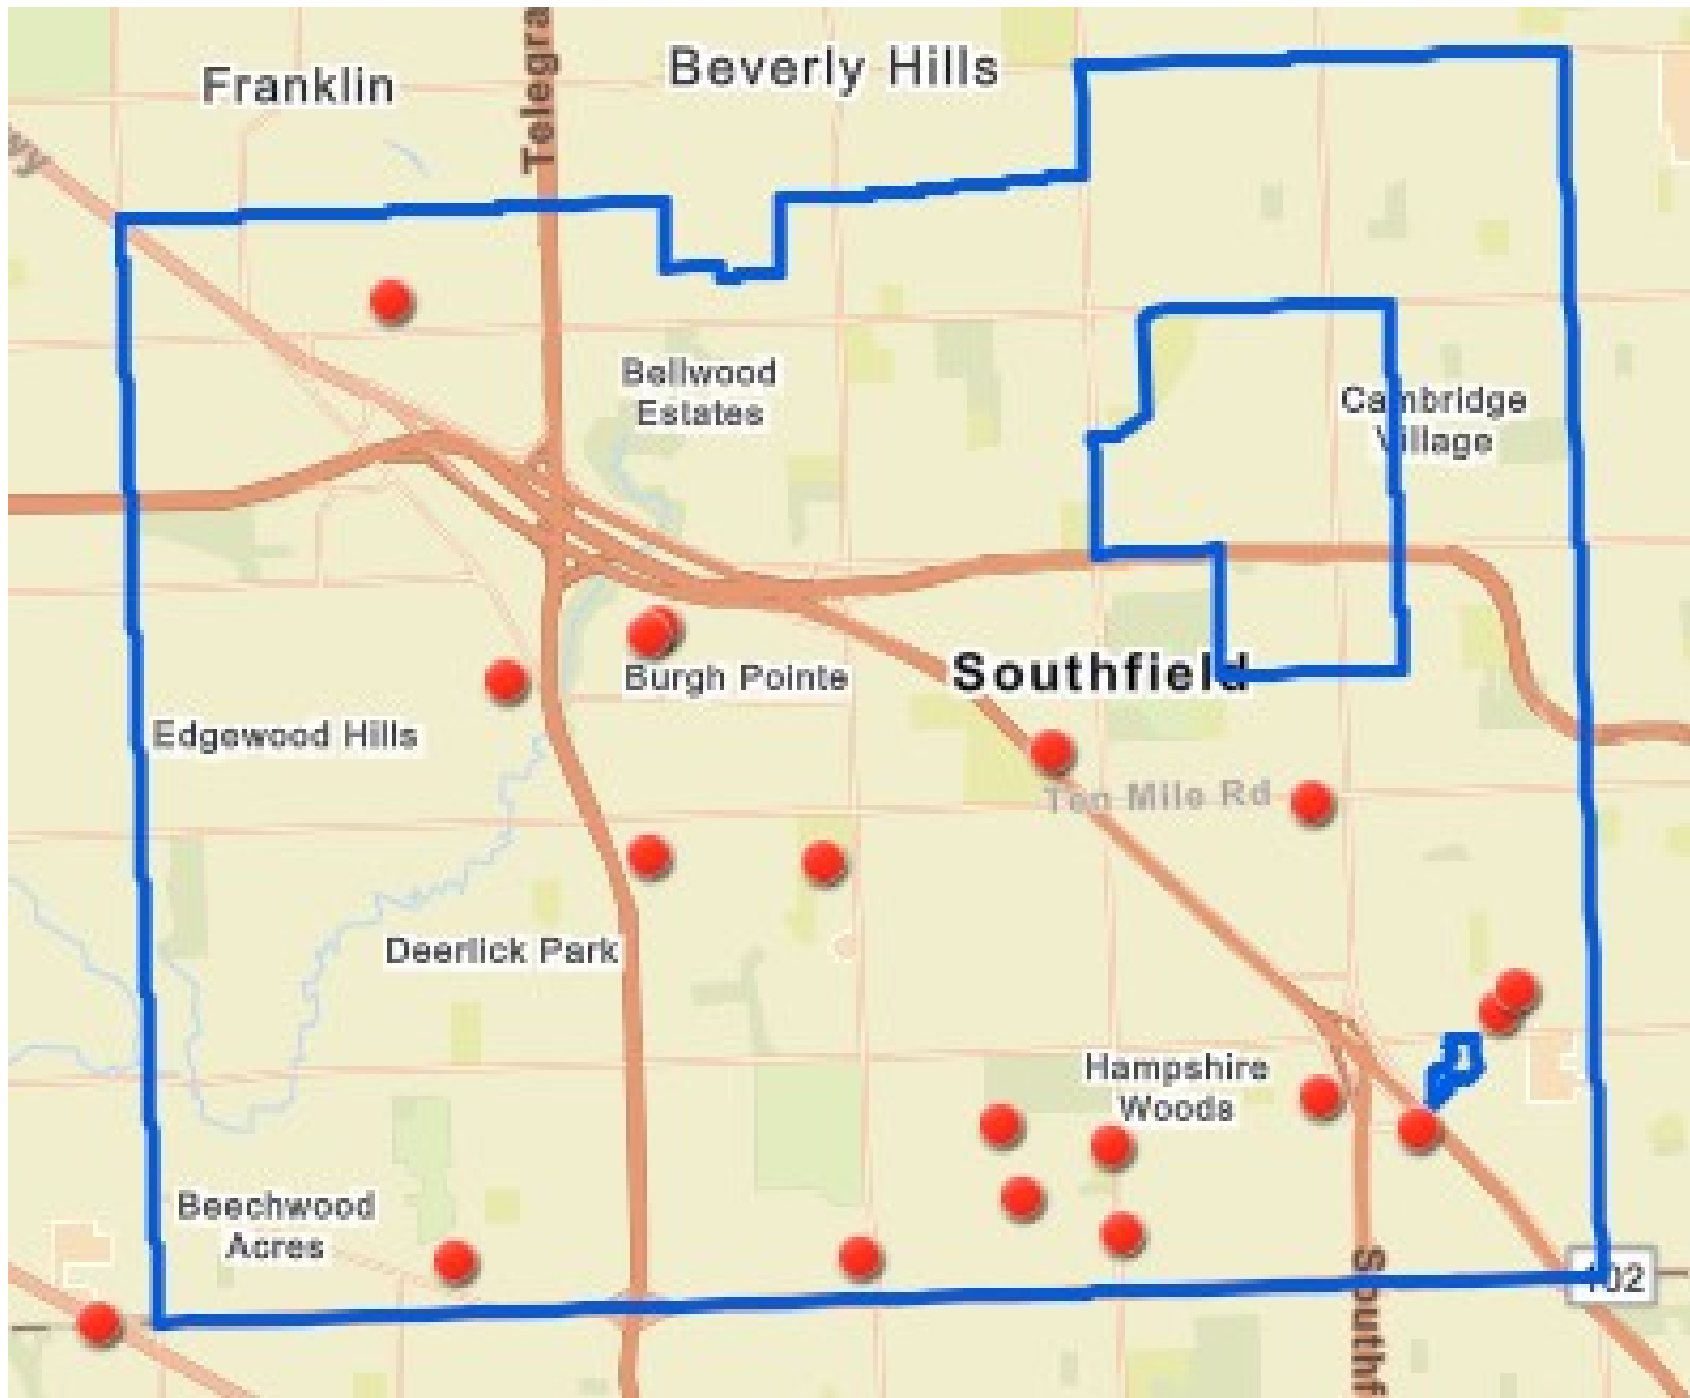 Franklin
Beverly Hills
Telegra
wy
Bellwood
Estates
Cambridge
Village
Burgh Pointe
Southfield
Edgewood Hills
Ten Mile Rd
Deerlick Park
Hampshire
Woods
Beechwood
Acres
Southf
102